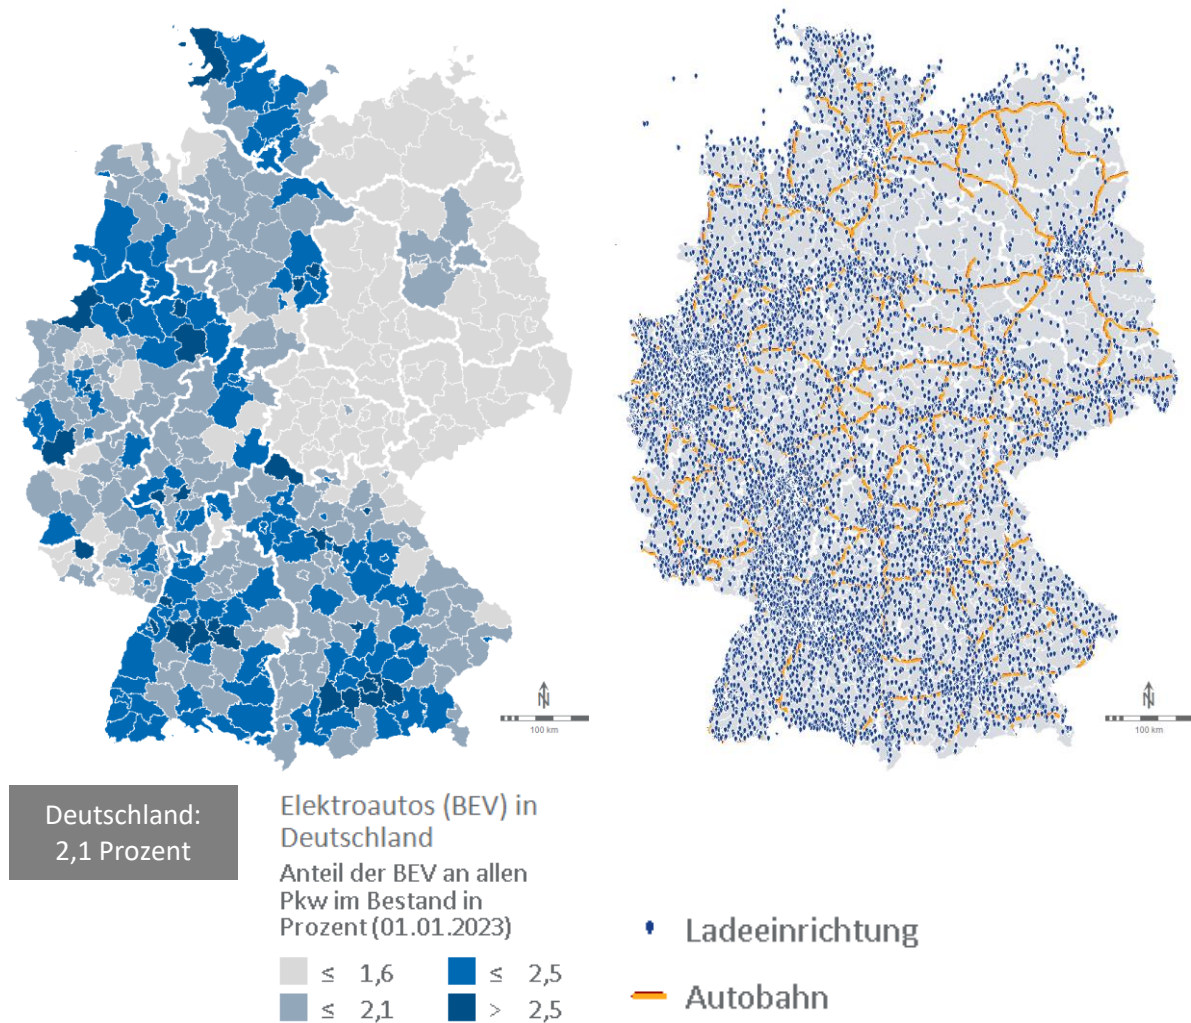 N
100 km
N
100 km
Deutschland:
2,1 Prozent
Elektroautos (BEV) in
Deutschland
Anteil der BEV an allen
Pkw im Bestand in
Prozent (01.01.2023)
≤ 1,6
≤ 2,5
≤ 2,1
> 2,5
Ladeeinrichtung
Autobahn